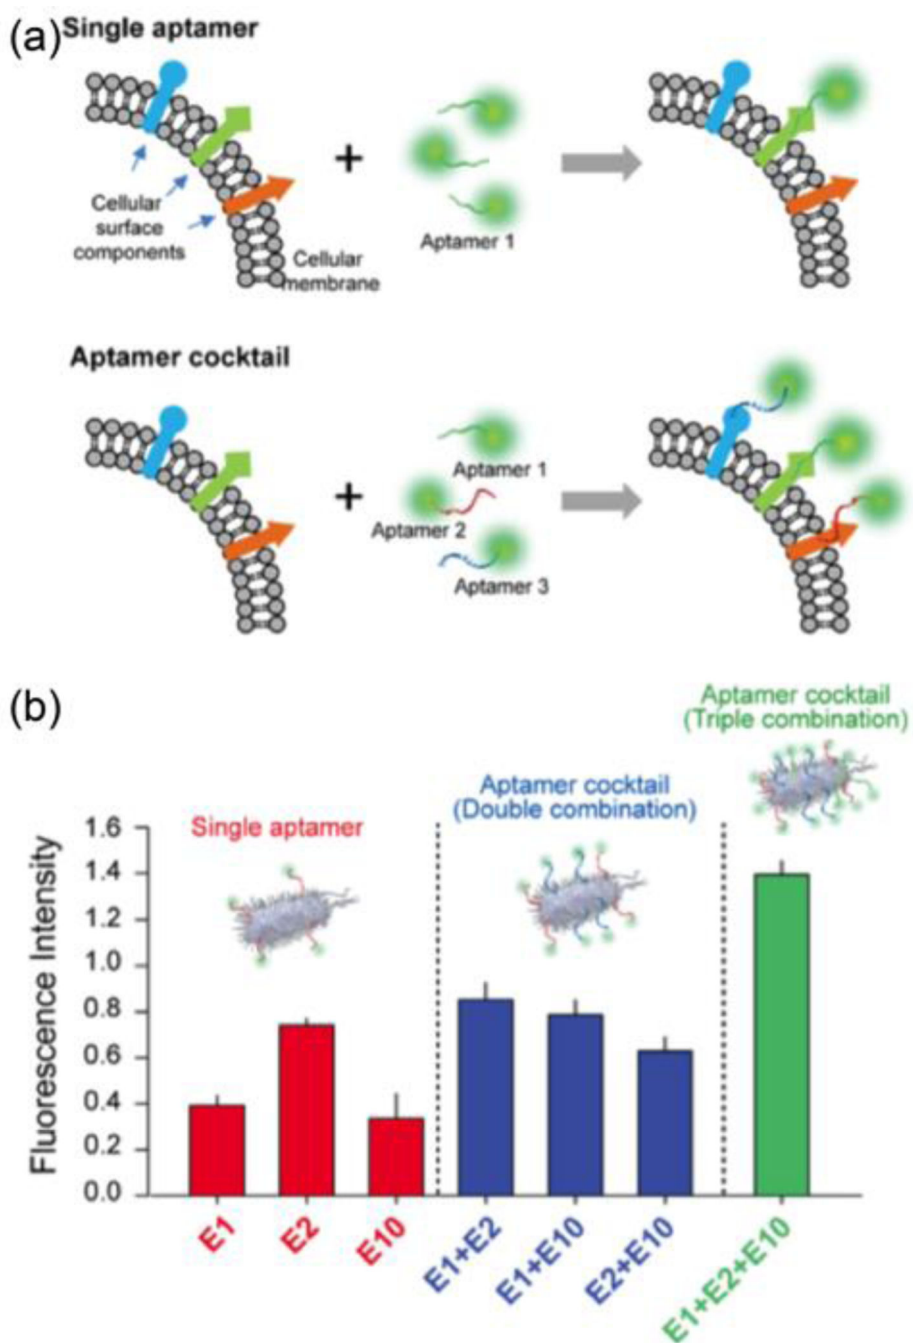 (a)
Single aptamer
Cellular
surface
components
Cellular
membrane
+
Aptamer 1
Aptamer cocktail
+
Aptamer 1
Aptamer 2
Aptamer 3
(b)
Aptamer cocktail
(Triple combination)
Aptamer cocktail
(Double combination)
Single aptamer
Fluorescence Intensity
1.6
1.4
1.2
1.0
0.8
0.6
0.4
0.2
0.0
E1
E2
E10
E1+E2
E1+E10
E2+E10
E1+E2+E10